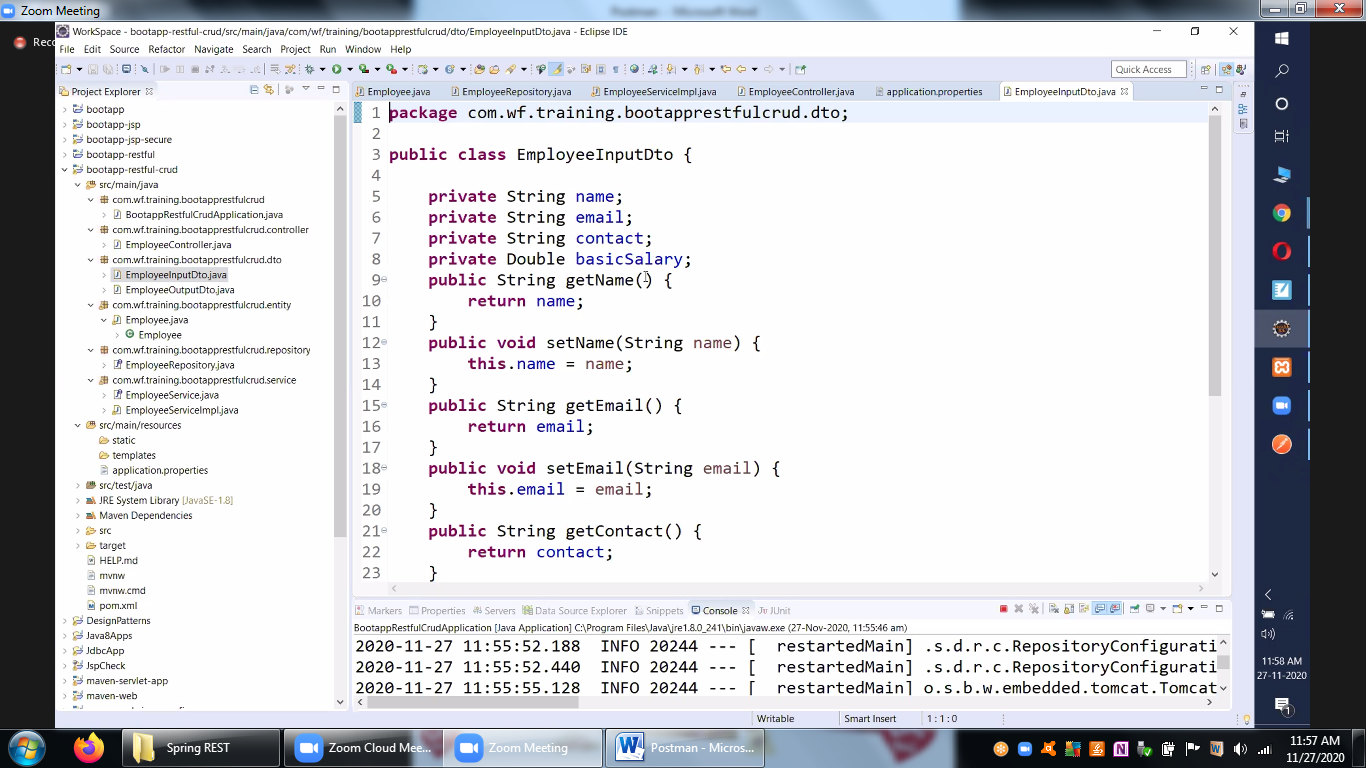 Zoom Meeting
Postman - Microsoft Word
Reco
WorkSpace - bootapp-restful-crud/src/main/java/com/wf/training/bootapprestfulcrud/dto/EmployeeInputDto.java - Eclipse IDE
File Edit Source Refactor Navigate Search Project Run Window Help
Quick Access
Project Explorer
Employee.java EmployeeRepository.java EmployeeServiceImpl.java EmployeeController.java application.properties EmployeeInputDto.java
bootapp
bootapp-jsp
bootapp-jsp-secure
bootapp-restful
bootapp-restful-crud
src/main/java
com.wf.training.bootapprestfulcrud
BootappRestfulCrudApplication.java
com.wf.training.bootapprestfulcrud.controller
EmployeeController.java
com.wf.training.bootapprestfulcrud.dto
EmployeeInputDto.java
EmployeeOutputDto.java
com.wf.training.bootapprestfulcrud.entity
Employee.java
Employee
com.wf.training.bootapprestfulcrud.repository
EmployeeRepository.java
com.wf.training.bootapprestfulcrud.service
EmployeeService.java
EmployeeServiceImpl.java
src/main/resources
static
templates
application.properties
src/test/java
JRE System Library [JavaSE-1.8]
Maven Dependencies
src
target
HELP.md
mvnw
mvnw.cmd
pom.xml
DesignPatterns
Java8Apps
JdbcApp
JspCheck
maven-servlet-app
maven-web
1 package com.wf.training.bootapprestfulcrud.dto;
2
3 public class EmployeeInputDto {
4
5 private String name;
6 private String email;
7 private String contact;
8 private Double basicSalary;
9 public String getName() {
10 return name;
11 }
12 public void setName(String name) {
13 this.name = name;
14 }
15 public String getEmail() {
16 return email;
17 }
18 public void setEmail(String email) {
19 this.email = email;
20 }
21 public String getContact() {
22 return contact;
23 }
Markers Properties Servers Data Source Explorer Snippets Console JUnit
BootappRestfulCrudApplication [Java Application] C:\Program Files\Java\jre1.8.0_241\bin\javaw.exe (27-Nov-2020, 11:55:46 am)
2020-11-27 11:55:52.188 INFO 20244 --- [ restartedMain] .s.d.r.c.RepositoryConfigurati
2020-11-27 11:55:52.440 INFO 20244 --- [ restartedMain] .s.d.r.c.RepositoryConfigurati
2020-11-27 11:55:55.128 INFO 20244 --- [ restartedMain] o.s.b.w.embedded.tomcat.Tomcat
Writable Smart Insert 1 : 1 : 0
11:58 AM
27-11-2020
1
Spring REST
Zoom Cloud Mee...
Zoom Meeting
Postman - Micros...
11:57 AM
11/27/2020